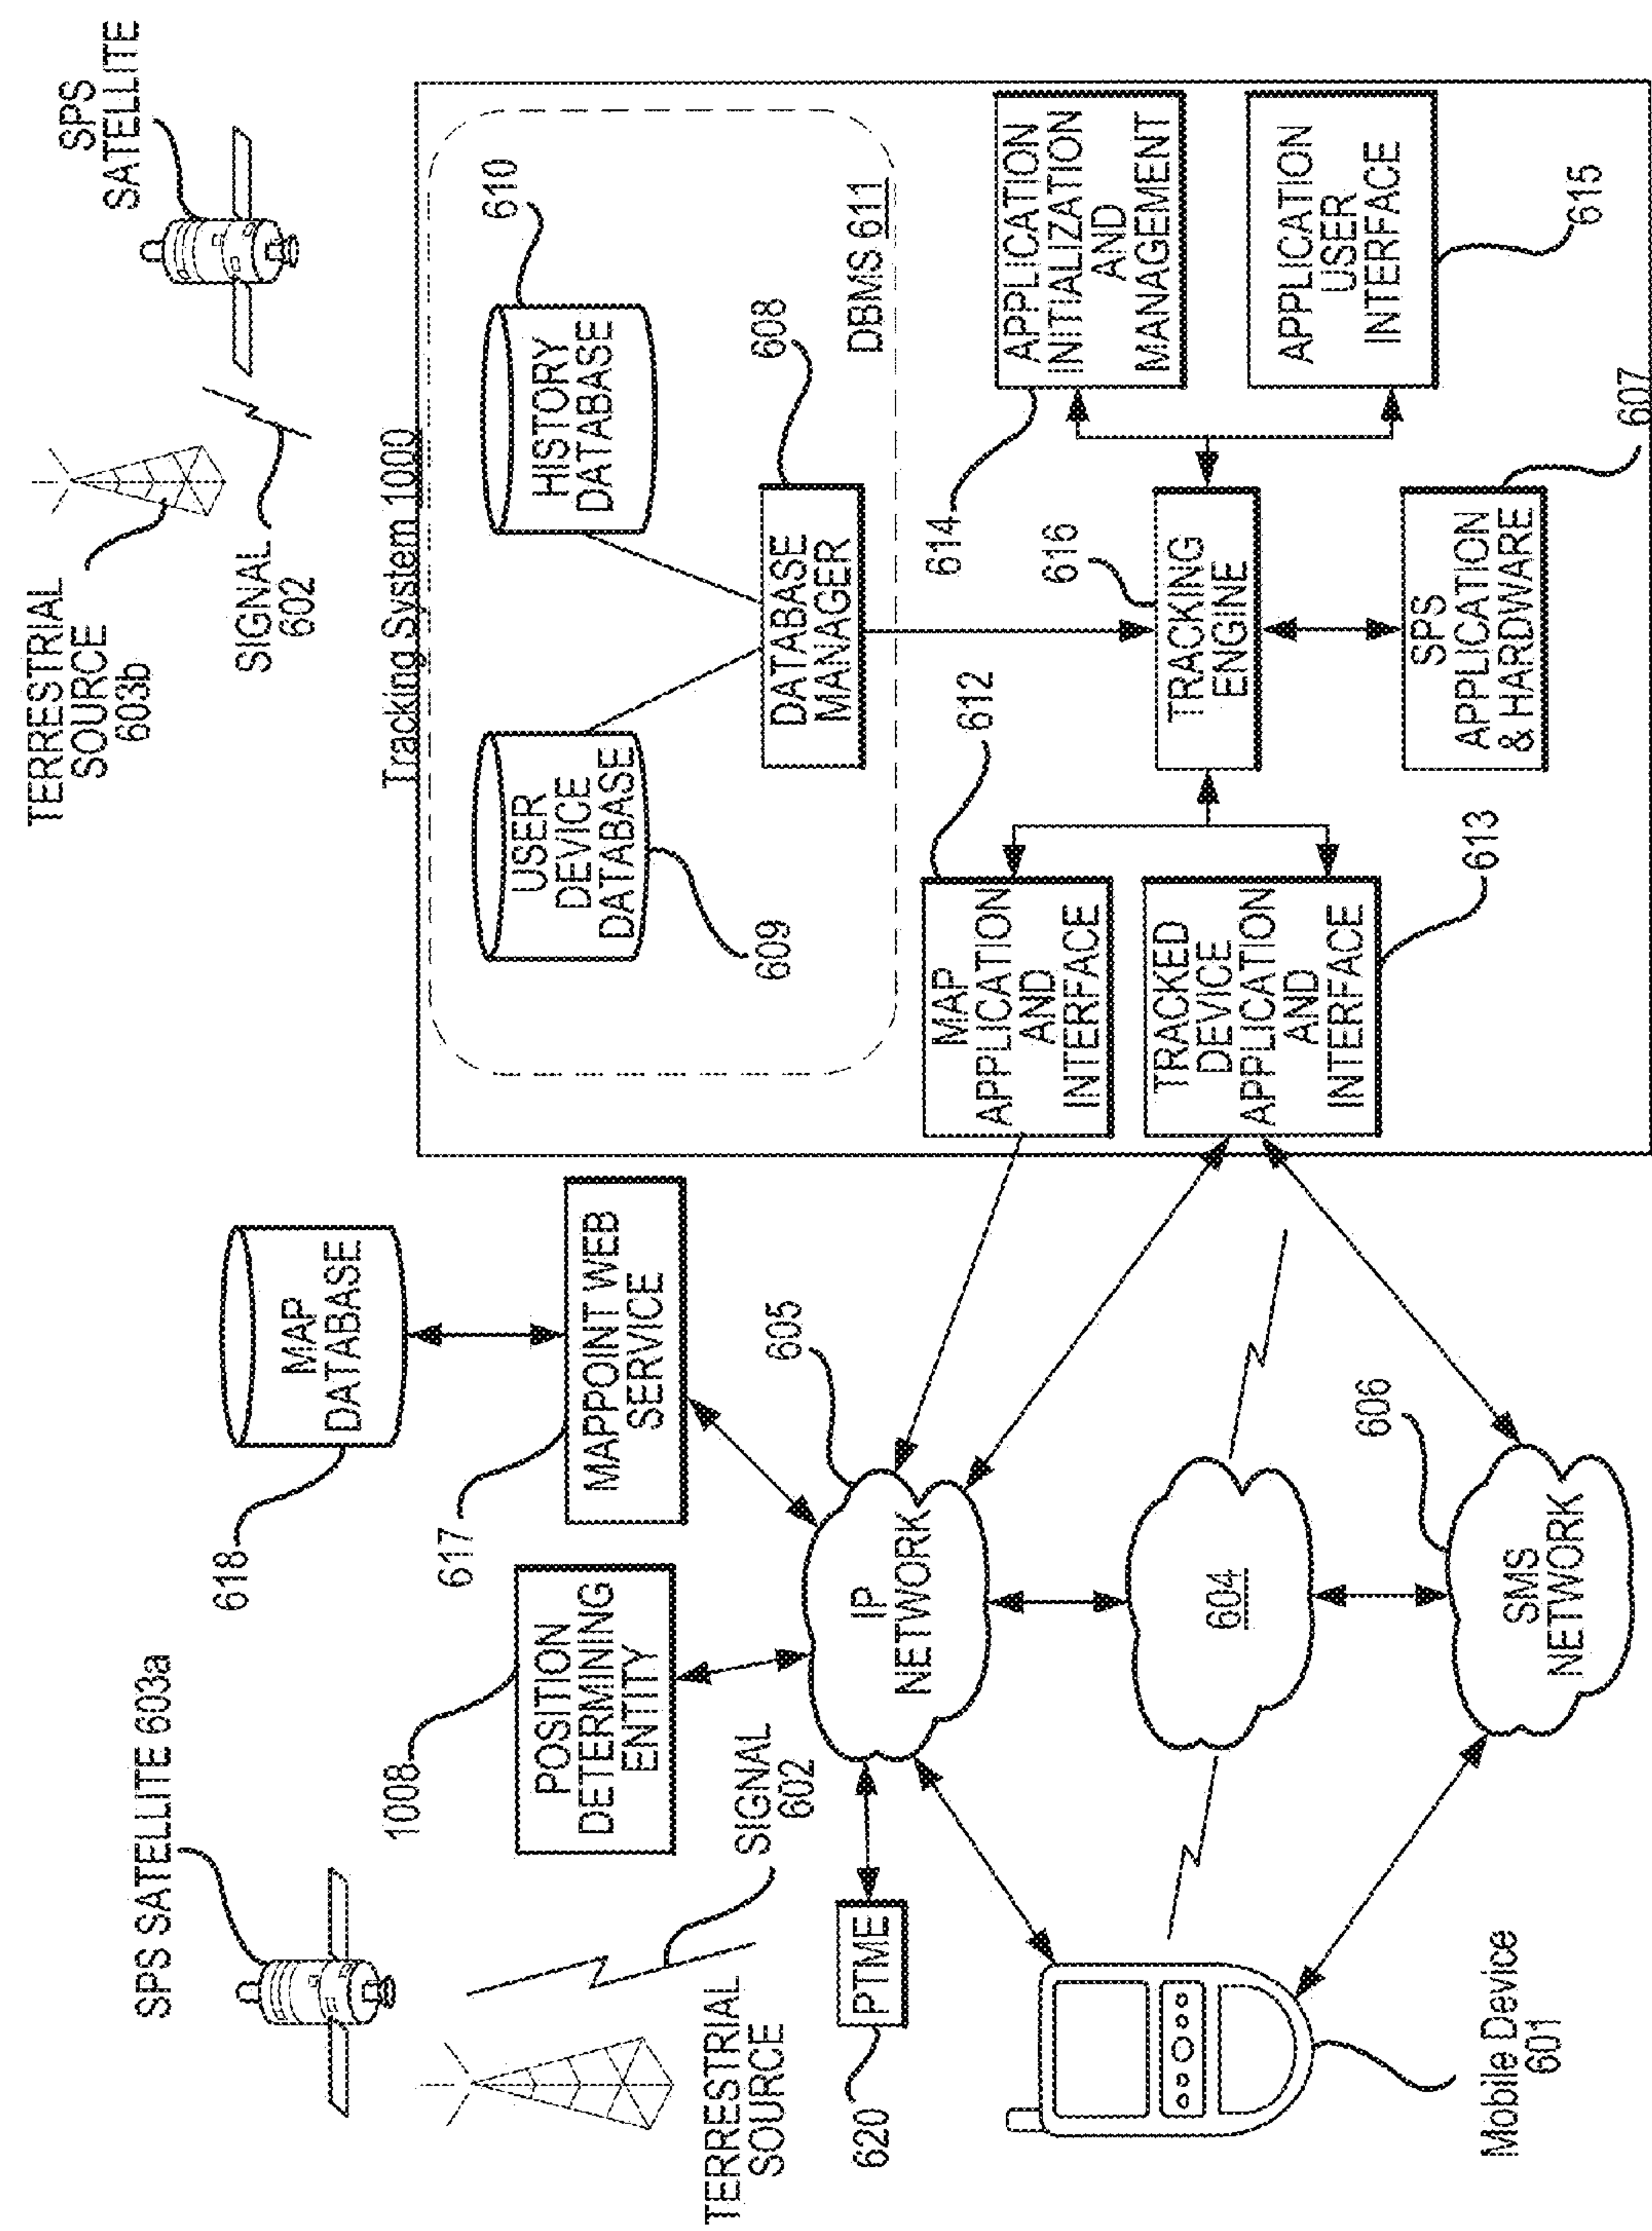 SPS SATELLITE 603a
TERRESTRIAL
SOURCE
SIGNAL
602
618
MAP
DATABASE
617
MAPPOINT WEB
SERVICE
1008
POSITION
DETERMINING
ENTITY
620
PTME
605
IP
NETWORK
604
606
SMS
NETWORK
Mobile Device
601
TERRESTRIAL
SOURCE
603b
SIGNAL
602
SPS
SATELLITE
Tracking System 1000
USER
DEVICE
DATABASE
609
HISTORY
DATABASE
610
DATABASE
MANAGER
608
DBMS 611
612
MAP
APPLICATION
AND
INTERFACE
TRACKED
DEVICE
APPLICATION
AND
INTERFACE
613
616
TRACKING
ENGINE
614
APPLICATION
INITIALIZATION
AND
MANAGEMENT
APPLICATION
USER
INTERFACE
615
SPS
APPLICATION
& HARDWARE
607